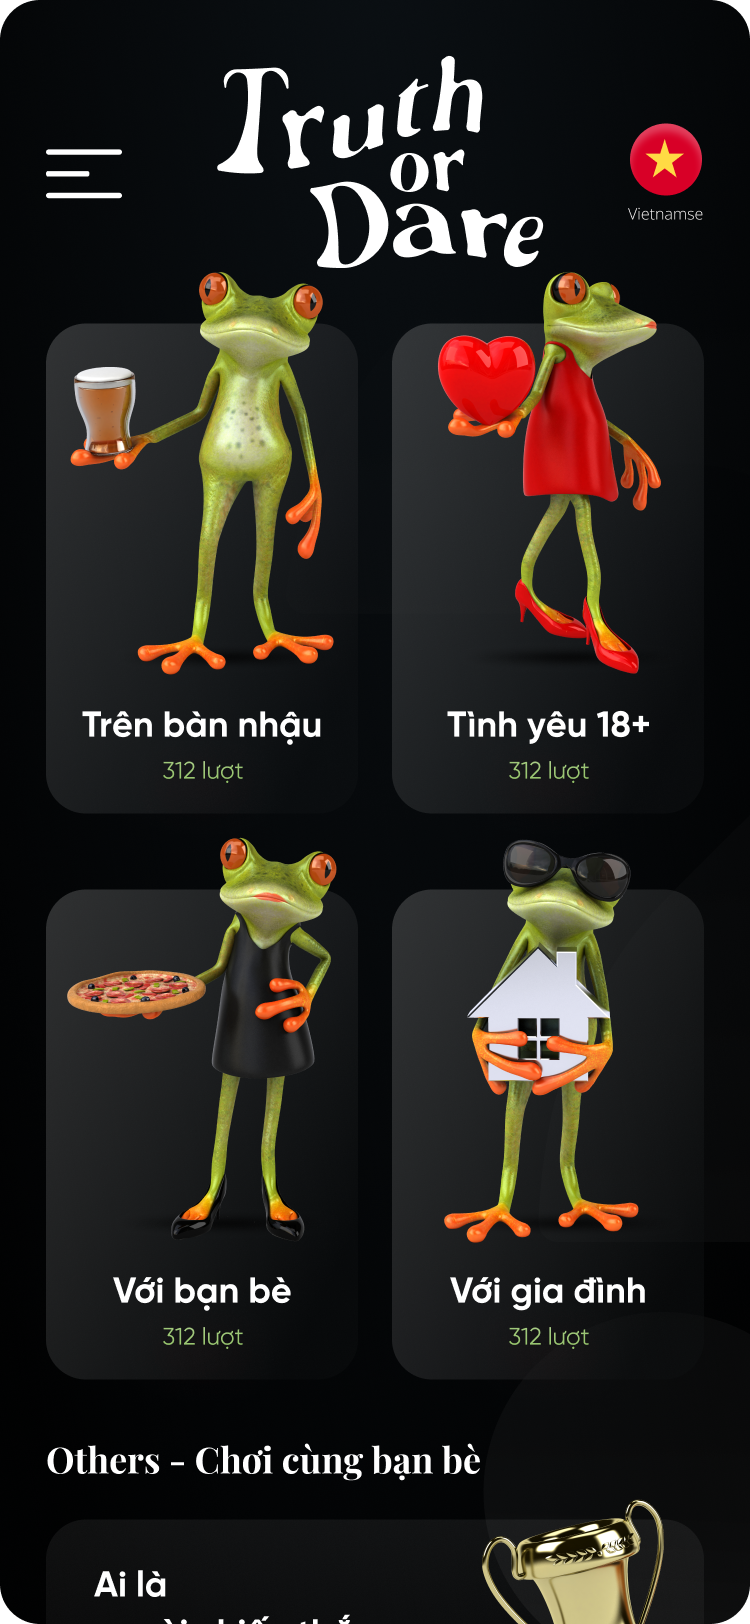 Truth
or
Dare
Vietnamse
Trên bàn nhậu
312 lượt
Tình yêu 18+
312 lượt
Với bạn bè
312 lượt
Với gia đình
312 lượt
Others - Chơi cùng bạn bè
Ai là